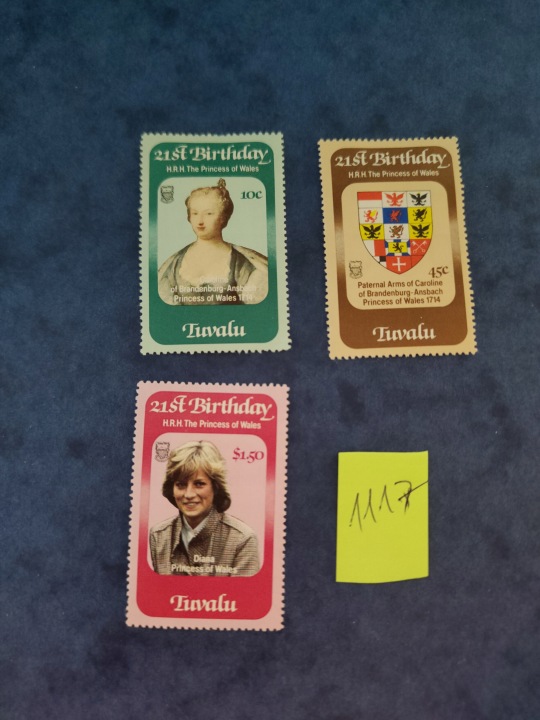 21st Birthday
H.R.H. The Princess of Wales
10c
of Brandenburg-Ansbach
Princess of Wales 1714
Tuvalu
21st Birthday
H.R.H. The Princess of Wales
45c
Paternal Arms of Caroline
of Brandenburg-Ansbach
Princess of Wales 1714
Tuvalu
21st Birthday
H.R.H. The Princess of Wales
$1.50
Diana
Princess of Wales
Tuvalu
1117